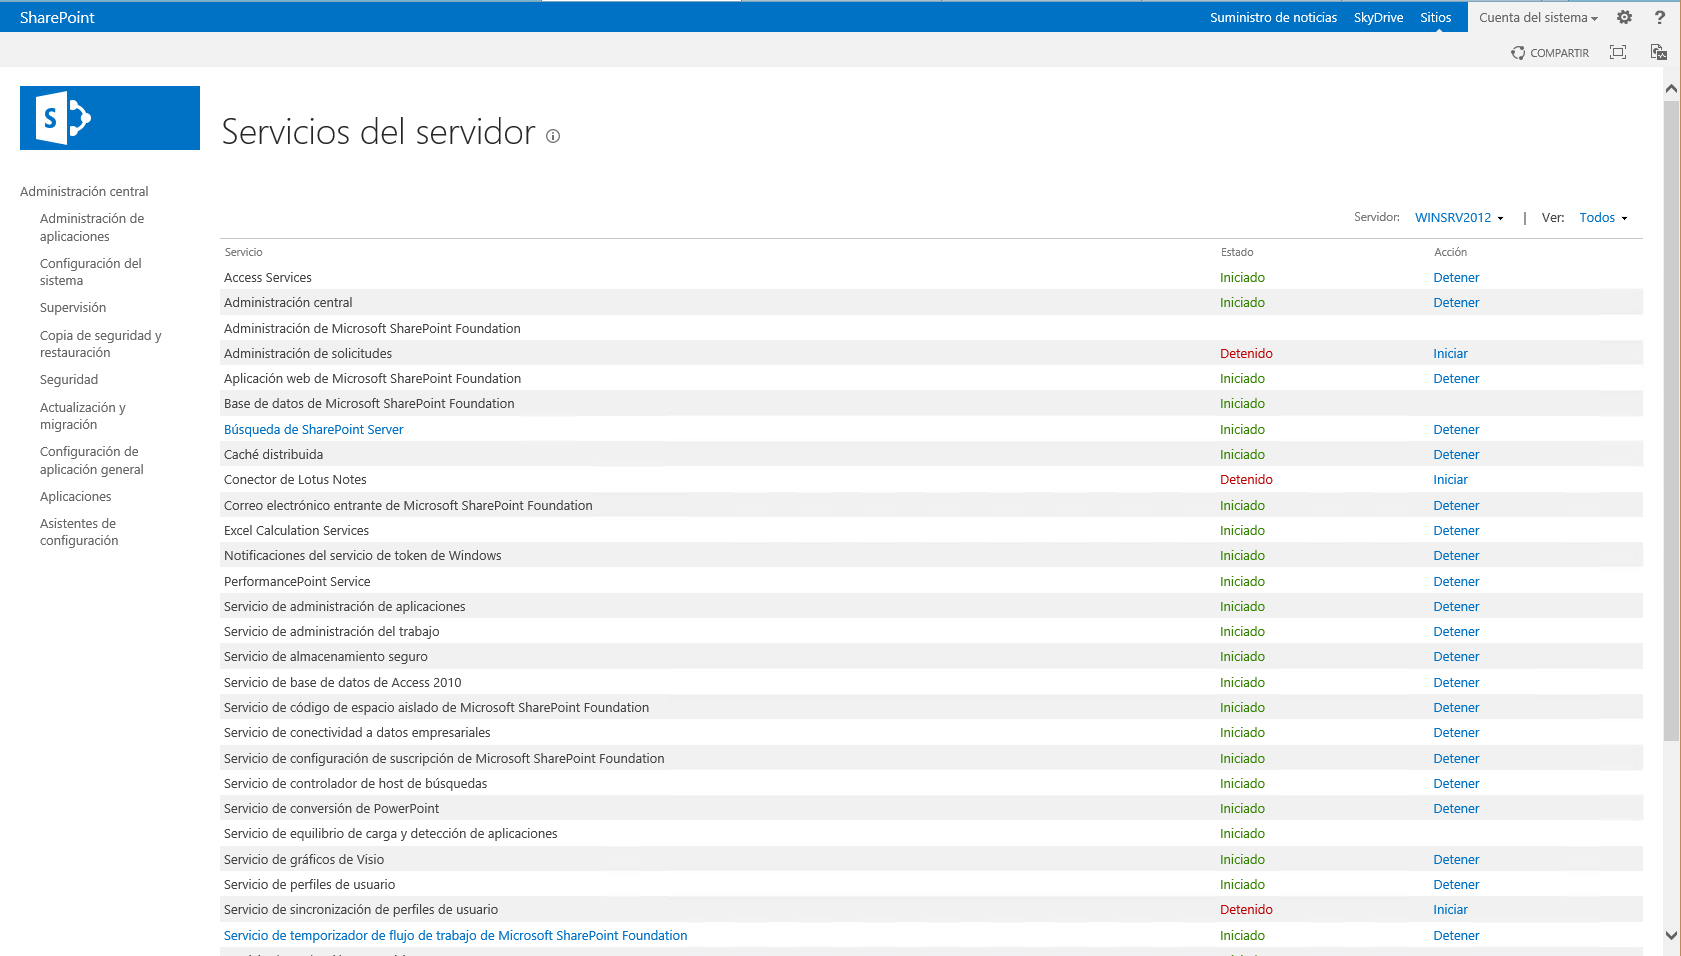 SharePoint
Suministro de noticias SkyDrive Sitios Cuenta del sistema ?
COMPARTIR
S
Servicios del servidor
Administración central
Administración de
aplicaciones
Configuración del
sistema
Supervisión
Copia de seguridad y
restauración
Seguridad
Actualización y
migración
Configuración de
aplicación general
Aplicaciones
Asistentes de
configuración
Servidor: WINSRV2012 | Ver: Todos
Servicio Estado Acción
Access Services Iniciado Detener
Administración central Iniciado Detener
Administración de Microsoft SharePoint Foundation
Administración de solicitudes Detenido Iniciar
Aplicación web de Microsoft SharePoint Foundation Iniciado Detener
Base de datos de Microsoft SharePoint Foundation Iniciado
Búsqueda de SharePoint Server Iniciado Detener
Caché distribuida Iniciado Detener
Conector de Lotus Notes Detenido Iniciar
Correo electrónico entrante de Microsoft SharePoint Foundation Iniciado Detener
Excel Calculation Services Iniciado Detener
Notificaciones del servicio de token de Windows Iniciado Detener
PerformancePoint Service Iniciado Detener
Servicio de administración de aplicaciones Iniciado Detener
Servicio de administración del trabajo Iniciado Detener
Servicio de almacenamiento seguro Iniciado Detener
Servicio de base de datos de Access 2010 Iniciado Detener
Servicio de código de espacio aislado de Microsoft SharePoint Foundation Iniciado Detener
Servicio de conectividad a datos empresariales Iniciado Detener
Servicio de configuración de suscripción de Microsoft SharePoint Foundation Iniciado Detener
Servicio de controlador de host de búsquedas Iniciado Detener
Servicio de conversión de PowerPoint Iniciado Detener
Servicio de equilibrio de carga y detección de aplicaciones Iniciado
Servicio de gráficos de Visio Iniciado Detener
Servicio de perfiles de usuario Iniciado Detener
Servicio de sincronización de perfiles de usuario Detenido Iniciar
Servicio de temporizador de flujo de trabajo de Microsoft SharePoint Foundation Iniciado Detener